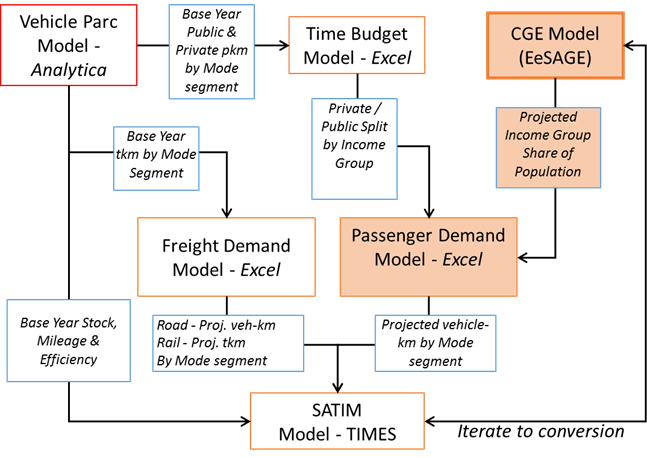 Vehicle Parc
Model -
Analytica
Base Year
Public &
Private pkm
by Mode
segment
Time Budget
Model - Excel
CGE Model
(EeSAGE)
Base Year
tkm by Mode
Segment
Private /
Public Split
by Income
Group
Projected
Income Group
Share of
Population
Freight Demand
Model - Excel
Passenger Demand
Model - Excel
Base Year Stock,
Mileage &
Efficiency
Road - Proj. veh-km
Rail - Proj. tkm
By Mode segment
Projected vehicle-
km by Mode
segment
SATIM
Model - TIMES
Iterate to conversion